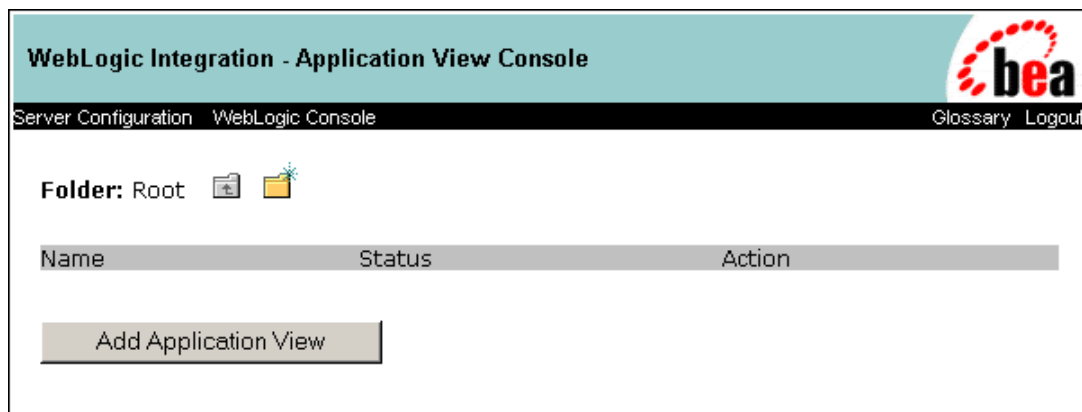 WebLogic Integration - Application View Console
bea
Server Configuration WebLogic Console Glossary Logout
Folder: Root
Name Status Action
Add Application View